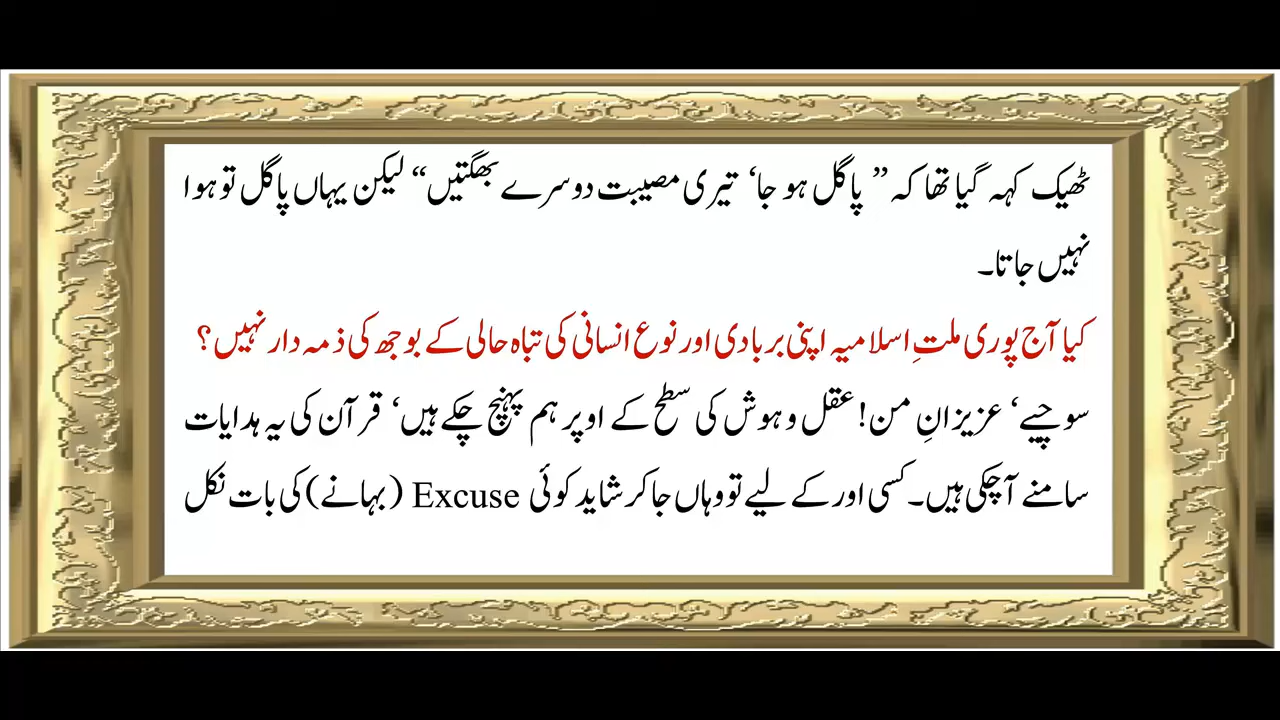 ٹھیک کہہ گیا تھا کہ ”پاگل ہو جا‘ تیری مصیبت دوسرے بھگتیں“ لیکن یہاں پاگل تو ہوا
نہیں جاتا۔
کیا آج پوری ملتِ اسلامیہ اپنی بربادی اور نوع انسانی کی تباہ حالی کے بوجھ کی ذمہ دار نہیں؟
سوچیے‘ عزیزانِ من! عقل و ہوش کی سطح کے اوپر ہم پہنچ چکے ہیں‘ قرآن کی یہ ہدایات
سامنے آچکی ہیں۔ کسی اور کے لیے تو وہاں جا کر شاید کوئی Excuse (بہانے) کی بات نکل